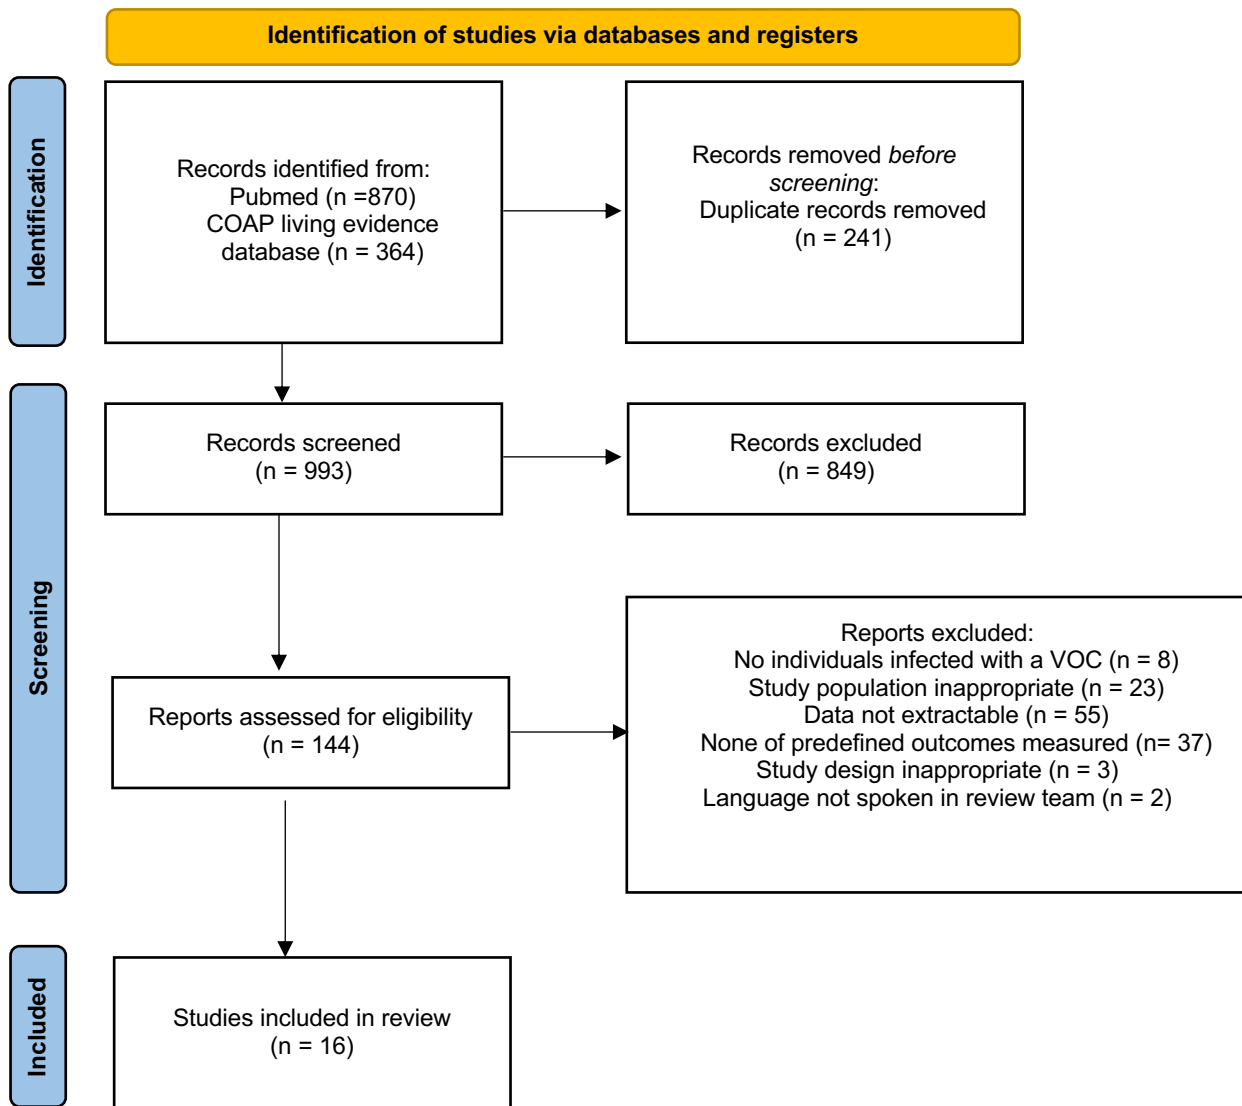 Identification of studies via databases and registers
Identification
Records identified from:
Pubmed (n =870)
COAP living evidence
database (n = 364)
Records removed before
screening:
Duplicate records removed
(n = 241)
Screening
Records screened
(n = 993)
Records excluded
(n = 849)
Reports assessed for eligibility
(n = 144)
Reports excluded:
No individuals infected with a VOC (n = 8)
Study population inappropriate (n = 23)
Data not extractable (n = 55)
None of predefined outcomes measured (n= 37)
Study design inappropriate (n = 3)
Language not spoken in review team (n = 2)
Included
Studies included in review
(n = 16)